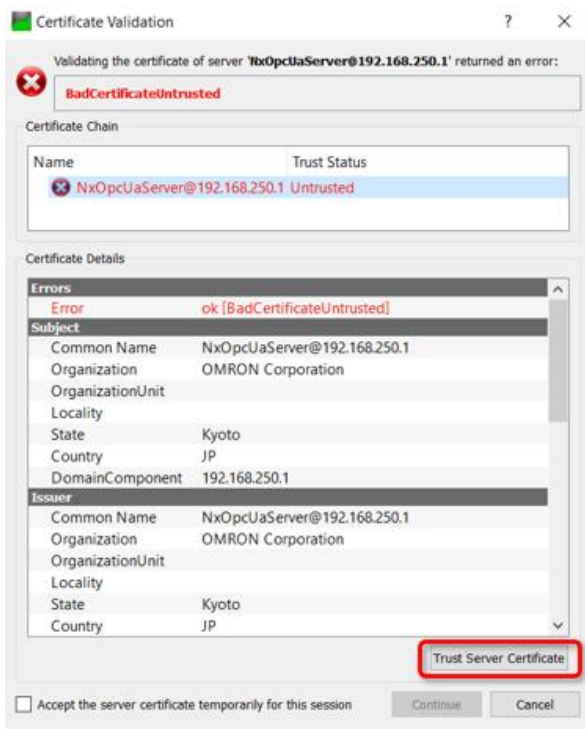 Certificate Validation
Validating the certificate of server 'NxOpcUaServer@192.168.250.1' returned an error:
BadCertificateUntrusted
Certificate Chain
Name Trust Status
NxOpcUaServer@192.168.250.1 Untrusted
Certificate Details
Errors
Error ok [BadCertificateUntrusted]
Subject
Common Name NxOpcUaServer@192.168.250.1
Organization OMRON Corporation
OrganizationUnit
Locality
State Kyoto
Country JP
DomainComponent 192.168.250.1
Issuer
Common Name NxOpcUaServer@192.168.250.1
Organization OMRON Corporation
OrganizationUnit
Locality
State Kyoto
Country JP
Trust Server Certificate
Accept the server certificate temporarily for this session Continue Cancel